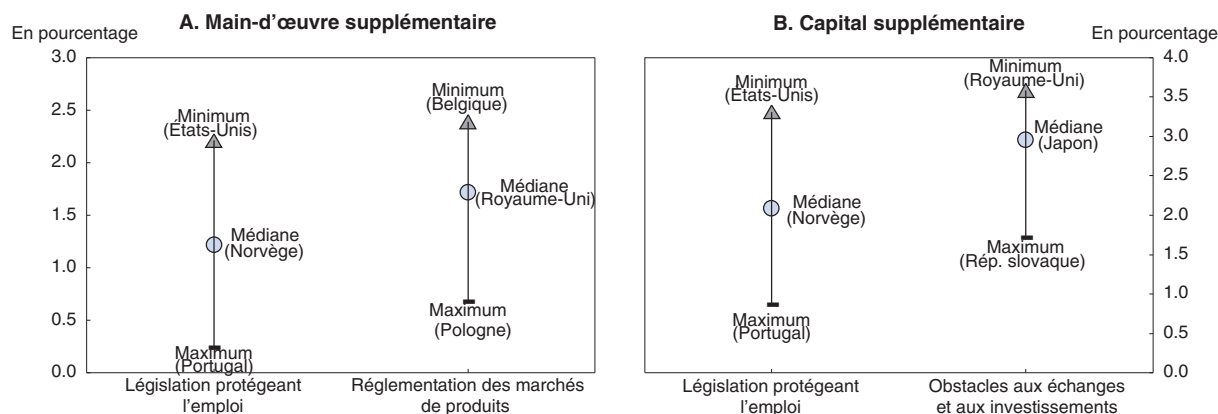 A. Main-d'œuvre supplémentaire
En pourcentage
3.0
2.5
2.0
1.5
1.0
0.5
0.0
Minimum
(États-Unis)
Médiane
(Norvège)
Maximum
(Portugal)
Minimum
(Belgique)
Médiane
(Royaume-Uni)
Maximum
(Pologne)
Législation protégeant
l'emploi
Réglementation des marchés
de produits
B. Capital supplémentaire
En pourcentage
4.0
3.5
3.0
2.5
2.0
1.5
1.0
0.5
0.0
Minimum
(États-Unis)
Médiane
(Norvège)
Maximum
(Portugal)
Minimum
(Royaume-Uni)
Médiane
(Japon)
Maximum
(Rép. slovaque)
Législation protégeant
l'emploi
Obstacles aux échanges
et aux investissements